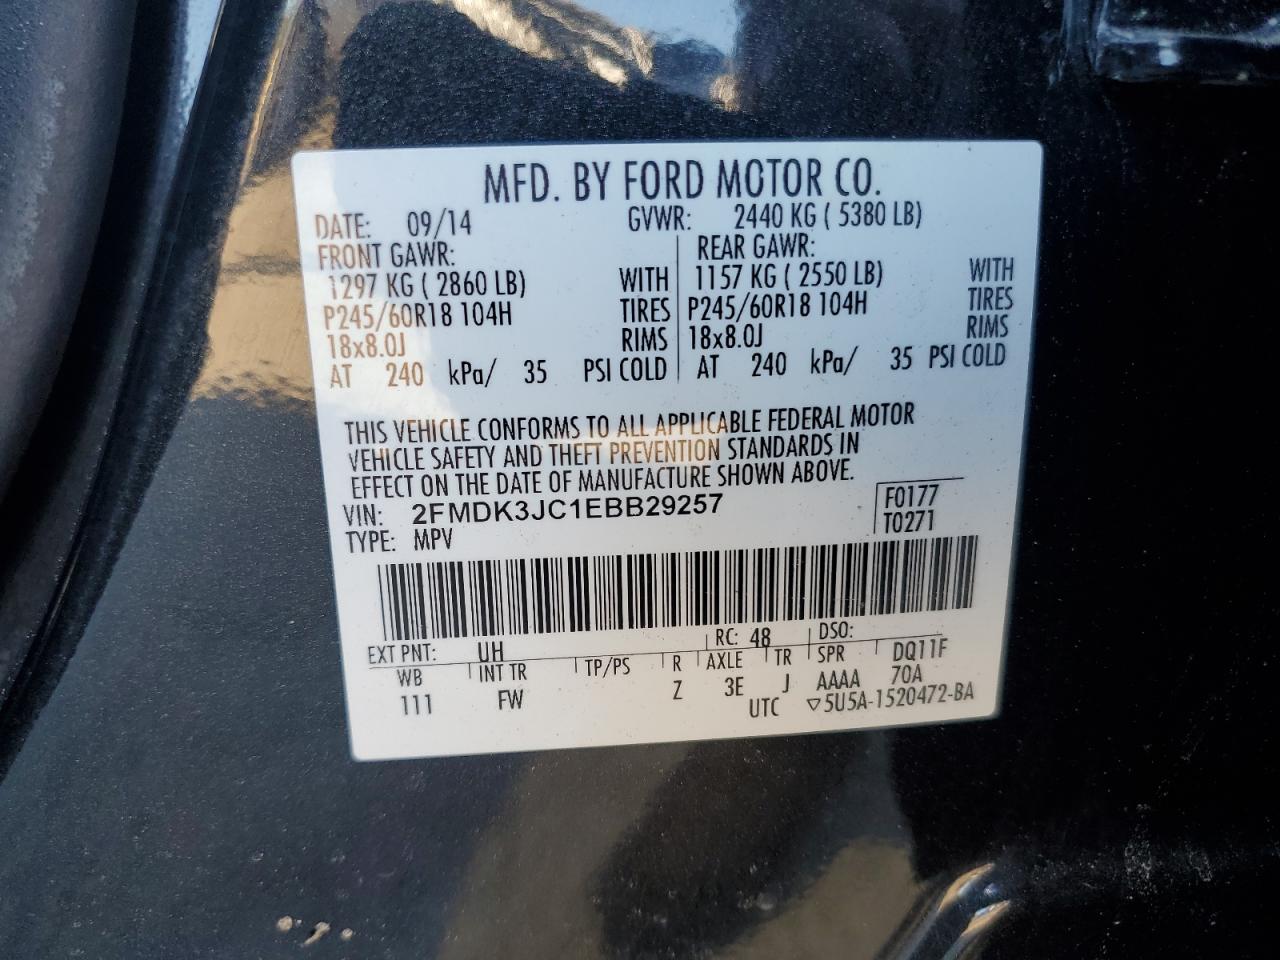 MFD. BY FORD MOTOR CO.
DATE: 09/14 GVWR: 2440 KG ( 5380 LB)
FRONT GAWR: REAR GAWR:
1297 KG ( 2860 LB) WITH 1157 KG ( 2550 LB) WITH
P245/60R18 104H TIRES P245/60R18 104H TIRES
18x8.0J RIMS 18x8.0J RIMS
AT 240 kPa/ 35 PSI COLD AT 240 kPa/ 35 PSI COLD
THIS VEHICLE CONFORMS TO ALL APPLICABLE FEDERAL MOTOR
VEHICLE SAFETY AND THEFT PREVENTION STANDARDS IN
EFFECT ON THE DATE OF MANUFACTURE SHOWN ABOVE.
VIN: 2FMDK3JC1EBB29257 F0177
TYPE: MPV T0271
EXT PNT: UH RC: 48 DSO:
WB INT TR TP/PS R AXLE TR SPR DQ11F
111 FW Z 3E J AAAA 70A
UTC ▽5U5A-1520472-BA